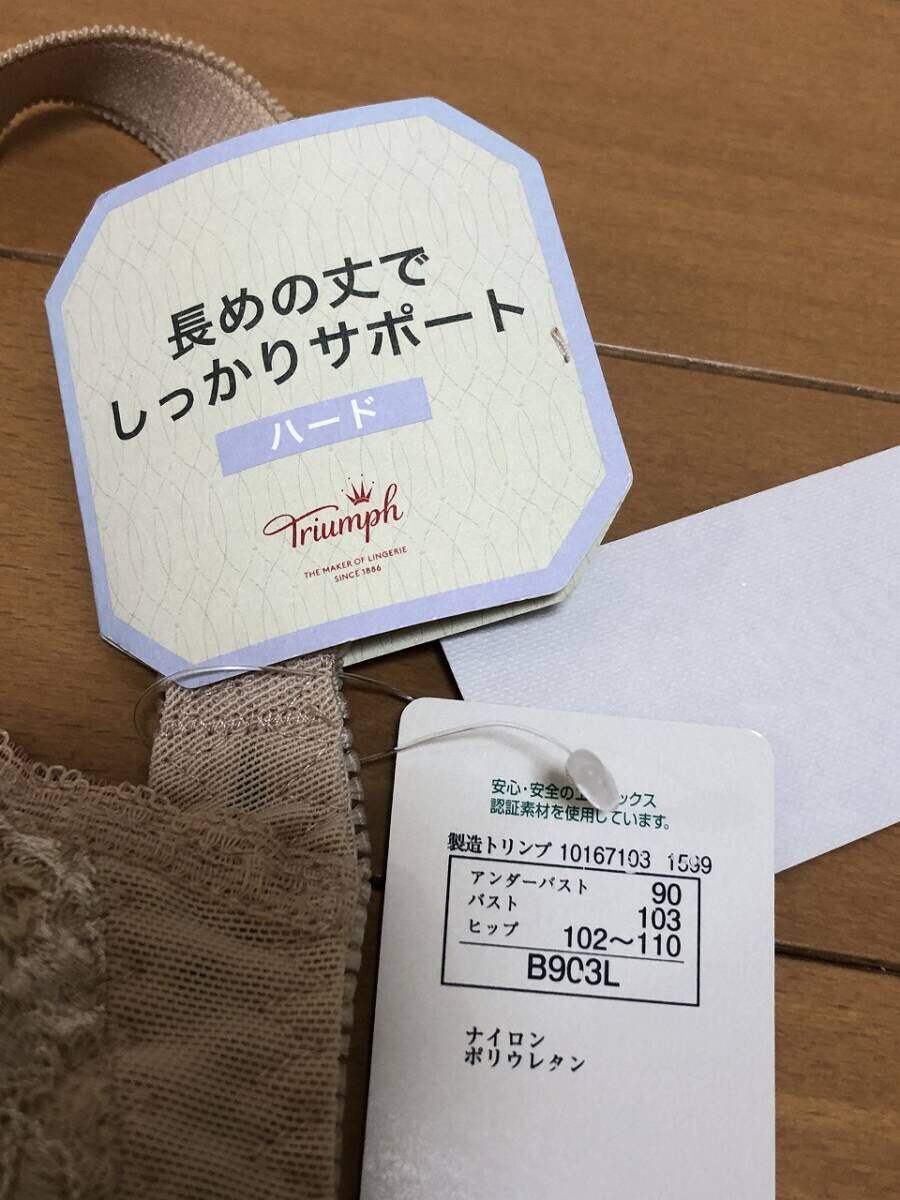 長めの丈で
しっかりサポート
ハード
Triumph
THE MAKER OF LINGERIE
SINCE 1886
安心・安全のエ ックス
認証素材を使用しています。
製造トリンプ 10167103 1599
アンダーバスト 90
バスト 103
ヒップ 102～110
B903L
ナイロン
ポリウレタン